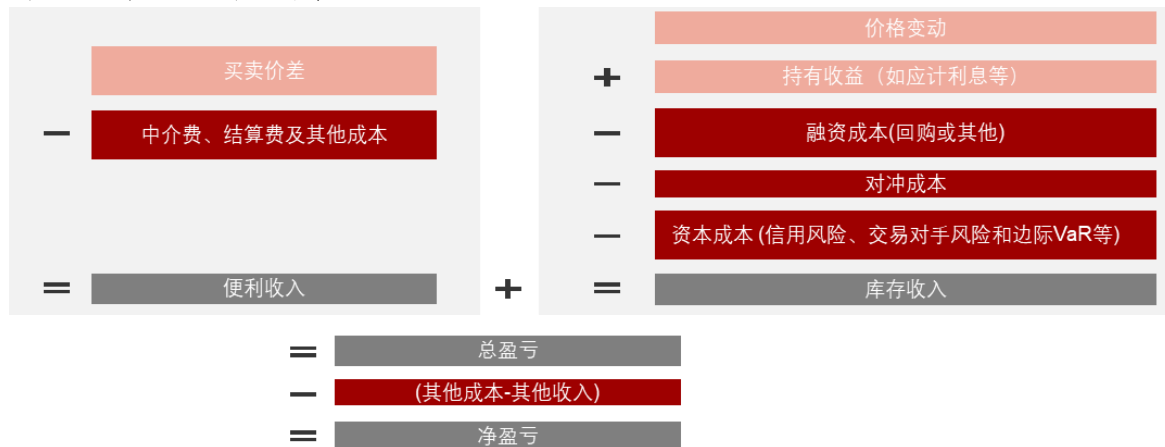 买卖价差
－ 中介费、结算费及其他成本
＝ 便利收入
＋
价格变动
＋ 持有收益（如应计利息等）
－ 融资成本(回购或其他)
－ 对冲成本
－ 资本成本 (信用风险、交易对手风险和边际VaR等)
＝ 库存收入
＝ 总盈亏
－ (其他成本-其他收入)
＝ 净盈亏